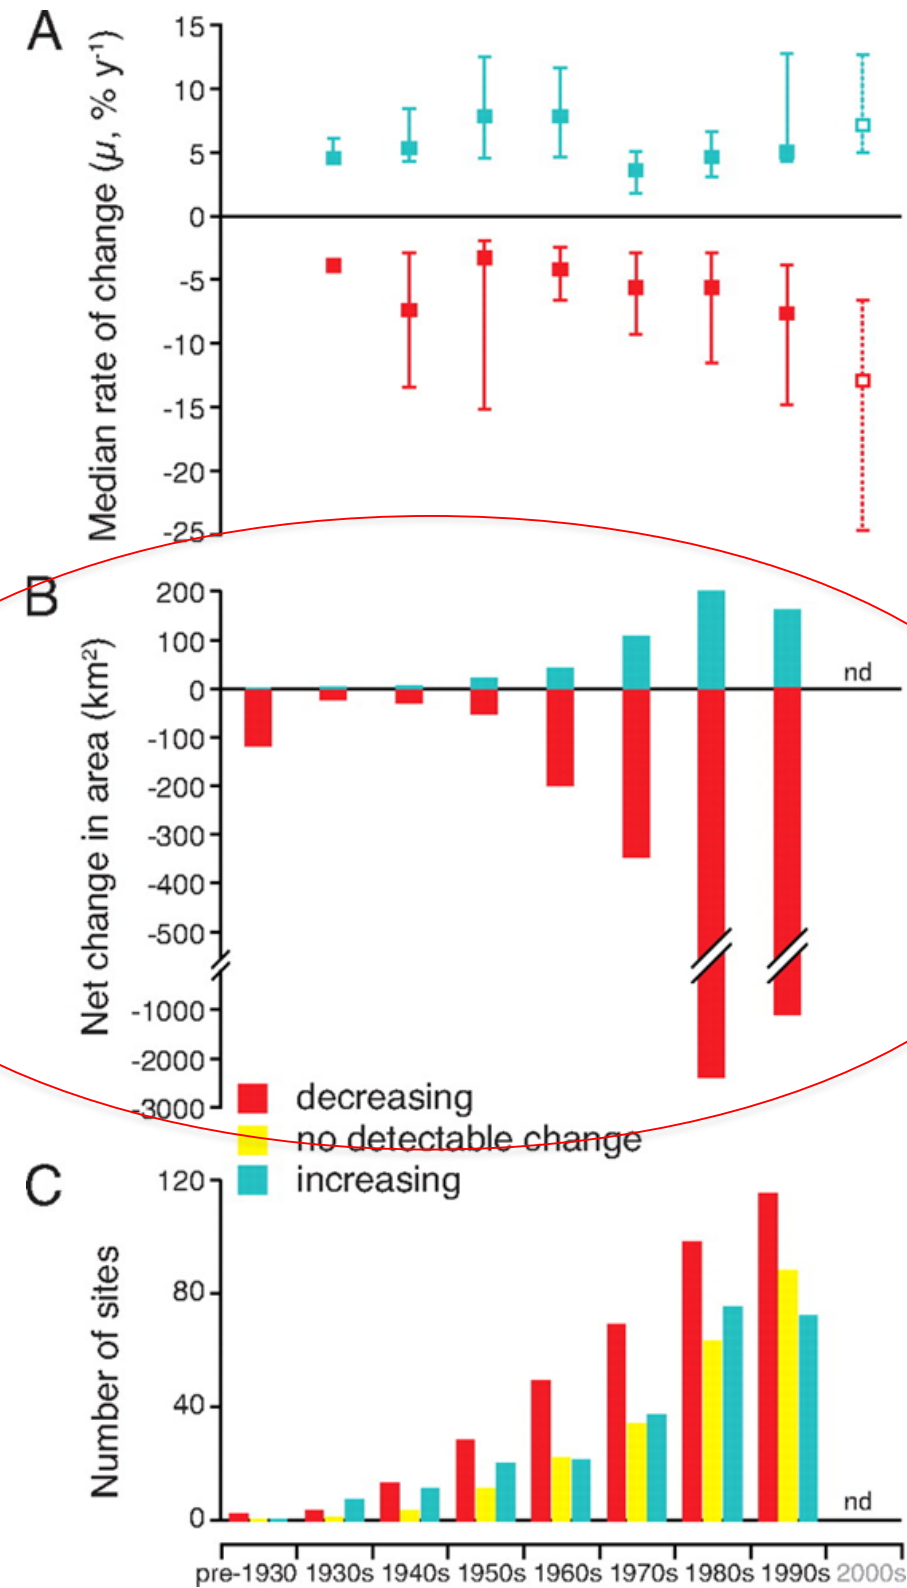 A
Median rate of change (μ, % y⁻¹)
15
10
5
0
-5
-10
-15
-20
-25
B
Net change in area (km²)
200
100
0
-100
-200
-300
-400
-500
-1000
-2000
-3000
nd
decreasing
no detectable change
increasing
C
Number of sites
120
80
40
0
nd
pre-1930 1930s 1940s 1950s 1960s 1970s 1980s 1990s 2000s